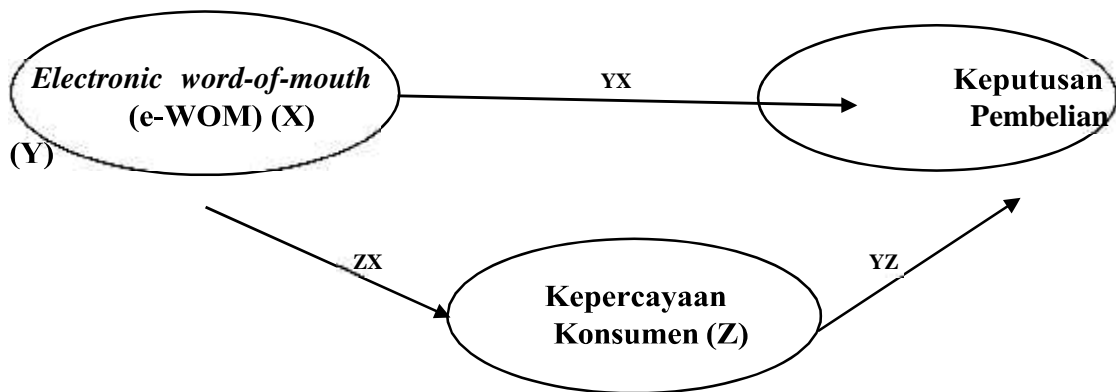 Electronic word-of-mouth
(e-WOM) (X)
(Y)
YX
Keputusan
Pembelian
ZX
YZ
Kepercayaan
Konsumen (Z)